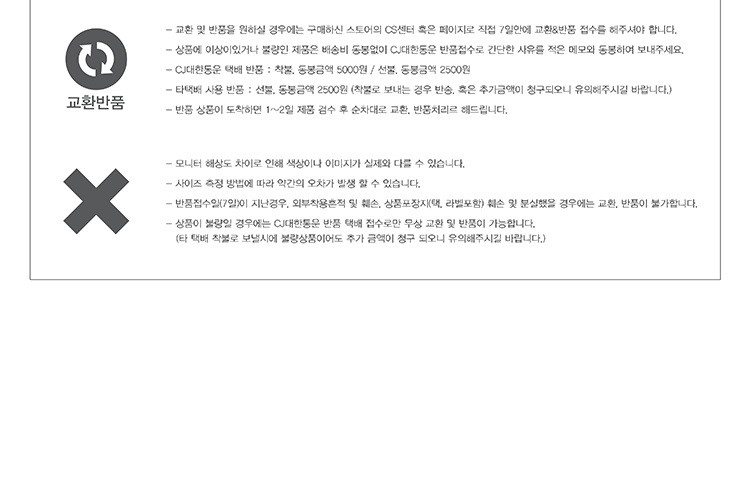 - 교환 및 반품을 원하실 경우에는 구매하신 스토어의 CS센터 혹은 페이지로 직접 7일안에 교환&반품 접수를 해주셔야 합니다.
- 상품에 이상이있거나 불량인 제품은 배송비 동봉없이 CJ대한통운 반품접수로 간단한 사유를 적은 메모와 동봉하여 보내주세요.
- CJ대한통운 택배 반품 : 착불, 동봉금액 5000원 / 선불, 동봉금액 2500원
- 타택배 사용 반품 : 선불, 동봉금액 2500원 (착불로 보내는 경우 반송, 혹은 추가금액이 청구되오니 유의해주시길 바랍니다.)
- 반품 상품이 도착하면 1~2일 제품 검수 후 순차대로 교환, 반품처리르 해드립니다.
교환반품
- 모니터 해상도 차이로 인해 색상이나 이미지가 실제와 다를 수 있습니다.
- 사이즈 측정 방법에 따라 약간의 오차가 발생 할 수 있습니다.
- 반품접수일(7일)이 지난경우, 외부착용흔적 및 훼손, 상품포장지(택, 라벨포함) 훼손 및 분실했을 경우에는 교환, 반품이 불가합니다.
- 상품이 불량일 경우에는 CJ대한통운 반품 택배 접수로만 무상 교환 및 반품이 가능합니다.
(타 택배 착불로 보낼시에 불량상품이어도 추가 금액이 청구 되오니 유의해주시길 바랍니다.)